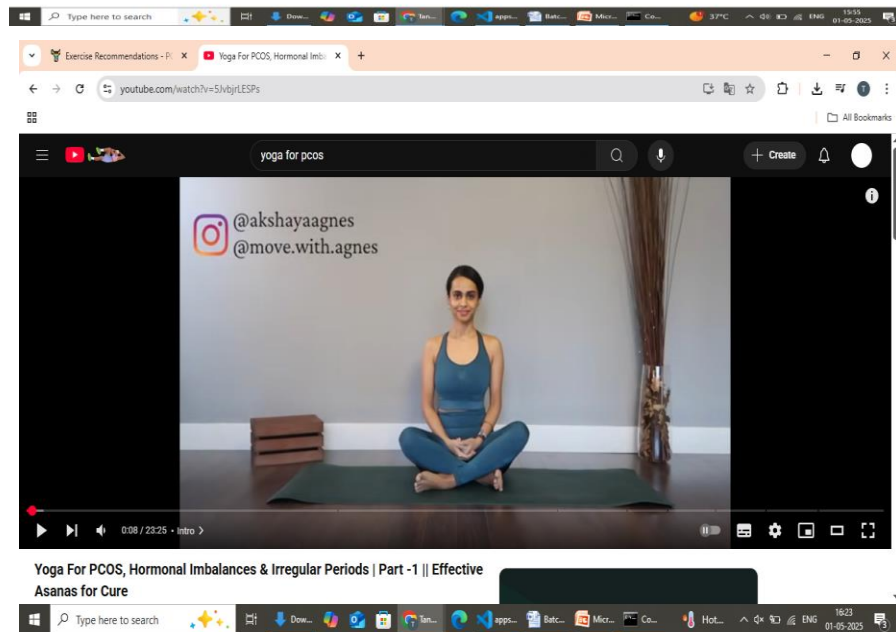 Type here to search Dow... Tan... apps... Batc... Micr... Co... 37°C ENG 15:55
01-05-2025
Exercise Recommendations - PC Yoga For PCOS, Hormonal Imba
youtube.com/watch?v=5JvbjrLESPs
All Bookmarks
yoga for pcos Create
@akshayaagnes
@move.with.agnes
0:08 / 23:25 • Intro
Yoga For PCOS, Hormonal Imbalances & Irregular Periods | Part -1 || Effective
Asanas for Cure
Type here to search Dow... Tan... apps... Batc... Micr... Co... Hot... ENG 16:23
01-05-2025